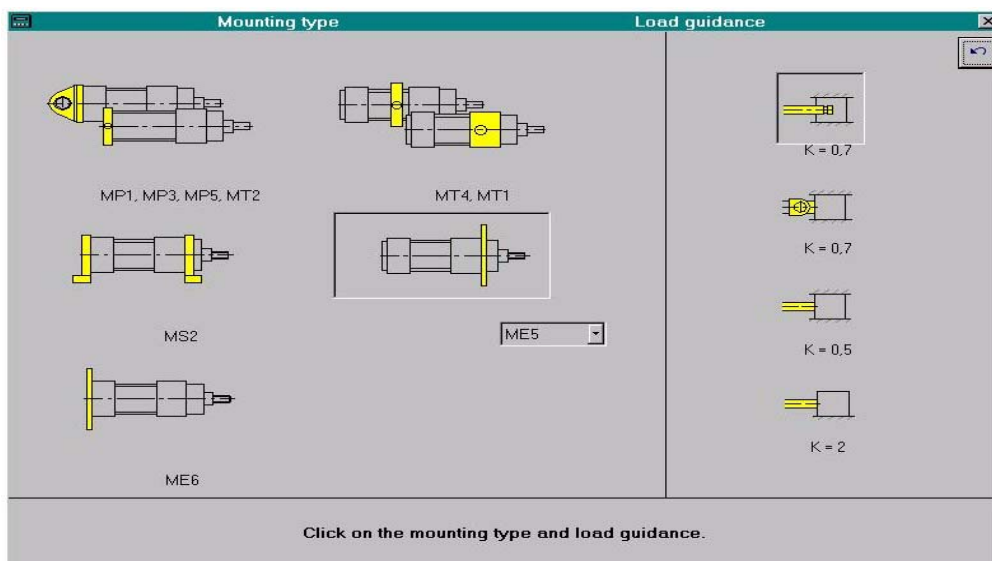 Mounting type
Load guidance
MP1, MP3, MP5, MT2
MT4, MT1
MS2
ME5
ME6
K = 0,7
K = 0,7
K = 0,5
K = 2
Click on the mounting type and load guidance.